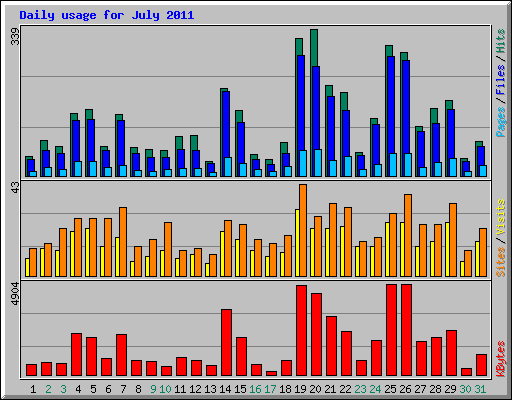 Daily usage for July 2011
339
Pages / Files / Hits
43
Sites / Visits
4904
KBytes
1 2 3 4 5 6 7 8 9 10 11 12 13 14 15 16 17 18 19 20 21 22 23 24 25 26 27 28 29 30 31